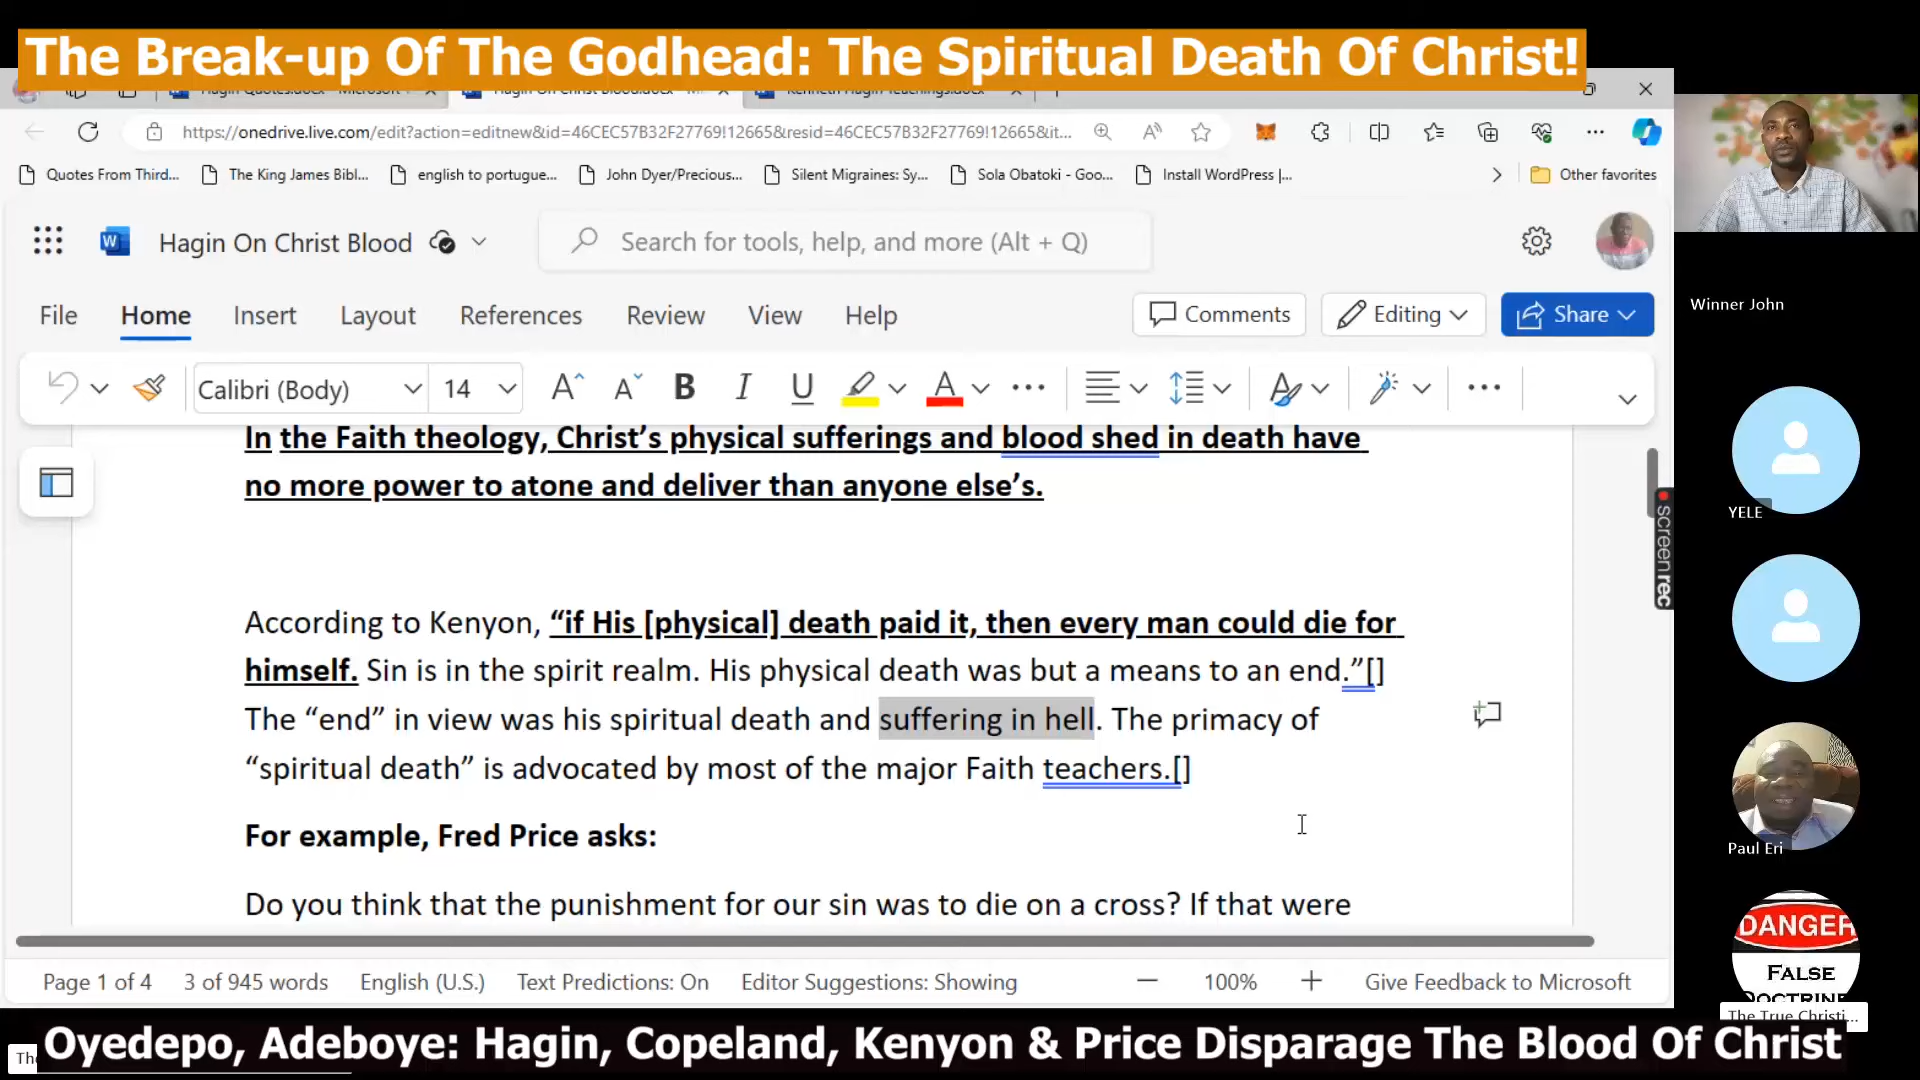 The Break-up Of The Godhead: The Spiritual Death Of Christ!
https://onedrive.live.com/edit?action=editnew&id=46CEC57B32F27769!12665&resid=46CEC57B32F27769!12665&it...
Quotes From Third... The King James Bibl... english to portugue... John Dyer/Precious... Silent Migraines: Sy... Sola Obatoki - Goo... Install WordPress |... Other favorites
Hagin On Christ Blood
Search for tools, help, and more (Alt + Q)
Winner John
File Home Insert Layout References Review View Help Comments Editing Share
Calibri (Body) 14
In the Faith theology, Christ's physical sufferings and blood shed in death have
no more power to atone and deliver than anyone else's.
YELE
screenrec
According to Kenyon, “if His [physical] death paid it, then every man could die for
himself. Sin is in the spirit realm. His physical death was but a means to an end.”[]
The “end” in view was his spiritual death and suffering in hell. The primacy of
“spiritual death” is advocated by most of the major Faith teachers.[]
For example, Fred Price asks:
Paul Eri
Do you think that the punishment for our sin was to die on a cross? If that were
DANGER
FALSE
DOCTRINE
The True Christi...
Page 1 of 4 3 of 945 words English (U.S.) Text Predictions: On Editor Suggestions: Showing 100% Give Feedback to Microsoft
Oyedepo, Adeboye: Hagin, Copeland, Kenyon & Price Disparage The Blood Of Christ